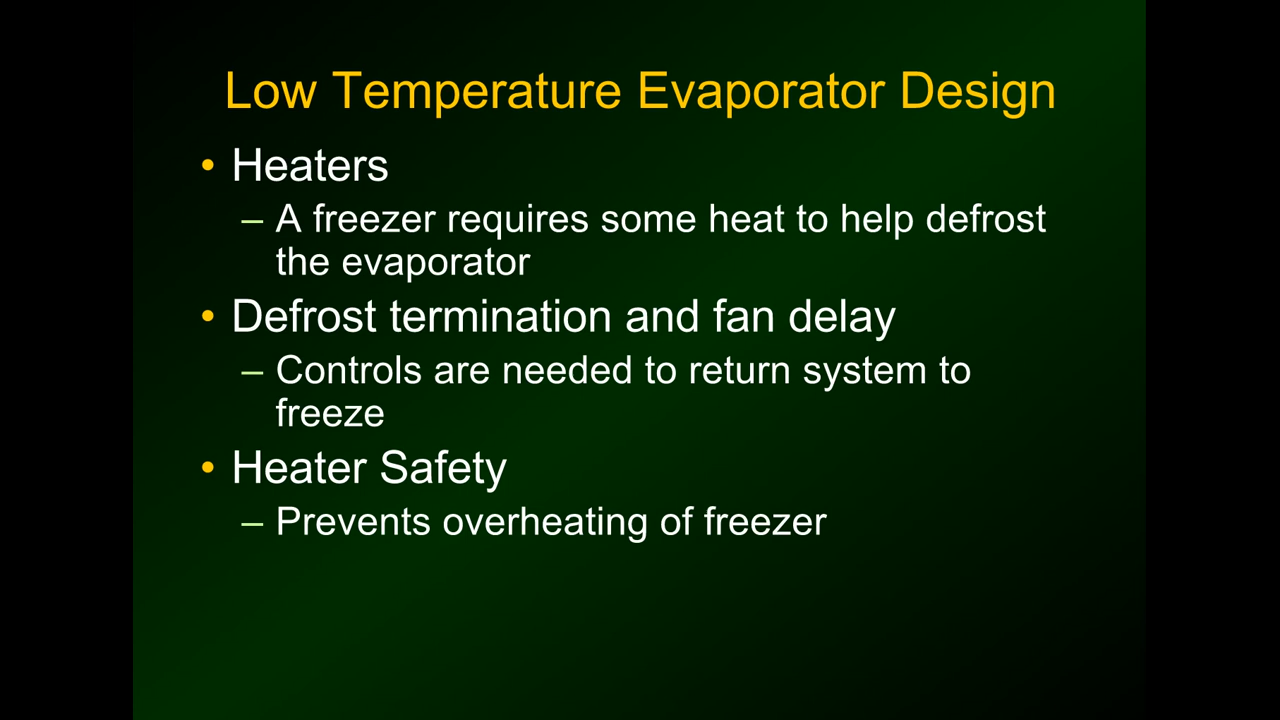 Low Temperature Evaporator Design
• Heaters
– A freezer requires some heat to help defrost
the evaporator
• Defrost termination and fan delay
– Controls are needed to return system to
freeze
• Heater Safety
– Prevents overheating of freezer